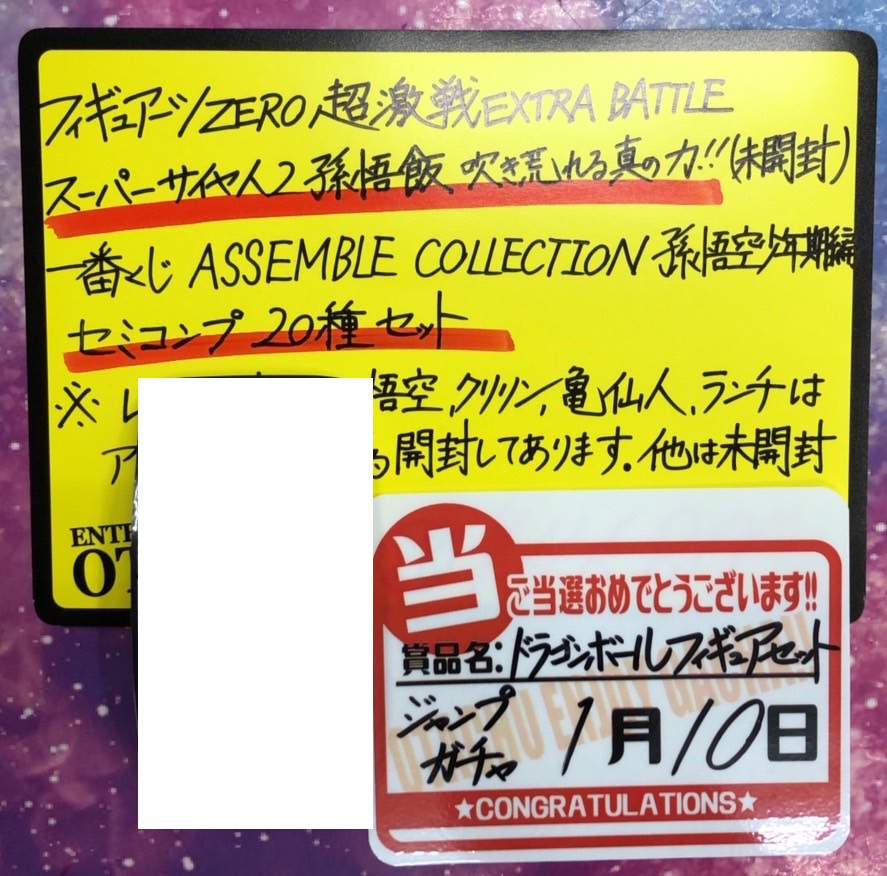 フィギュアーツZERO 超激戦EXTRA BATTLE
スーパーサイヤ人2 孫悟飯、吹き荒れる真の力!!(未開封)
一番くじ ASSEMBLE COLLECTION 孫悟空少年期編
セミコンプ 20種セット
※ 悟空,クリリン,亀仙人,ランチは
ア 開封してあります。他は未開封
当
ご当選おめでとうございます!!
賞品名:ドラゴンボールフィギュアセット
ジャンプ
ガチャ
1月10日
★CONGRATULATIONS★